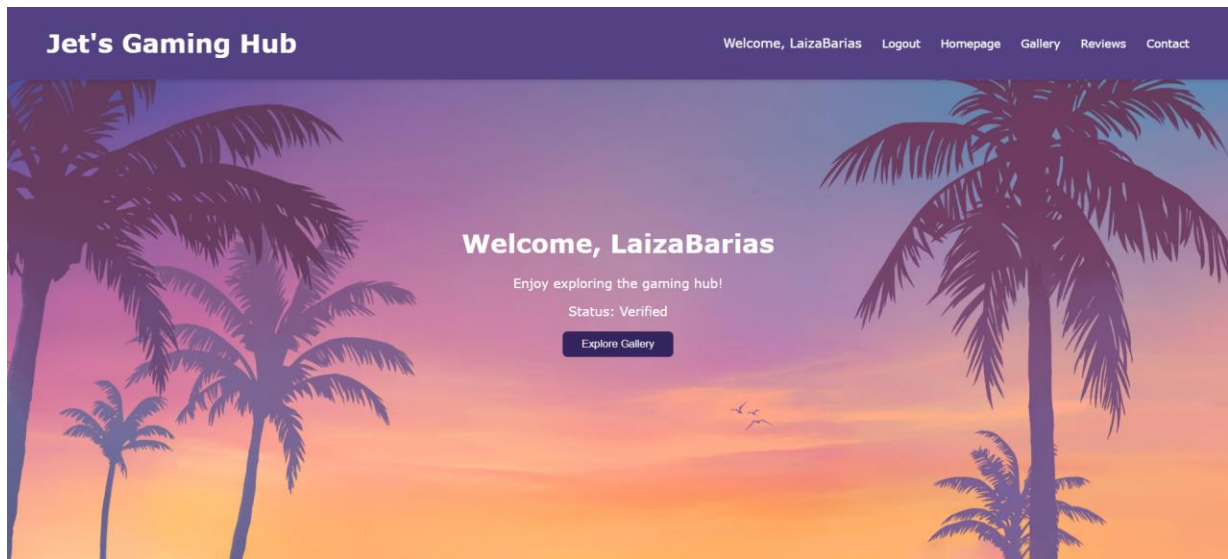 Jet's Gaming Hub
Welcome, LaizaBarias Logout Homepage Gallery Reviews Contact
Welcome, LaizaBarias
Enjoy exploring the gaming hub!
Status: Verified
Explore Gallery